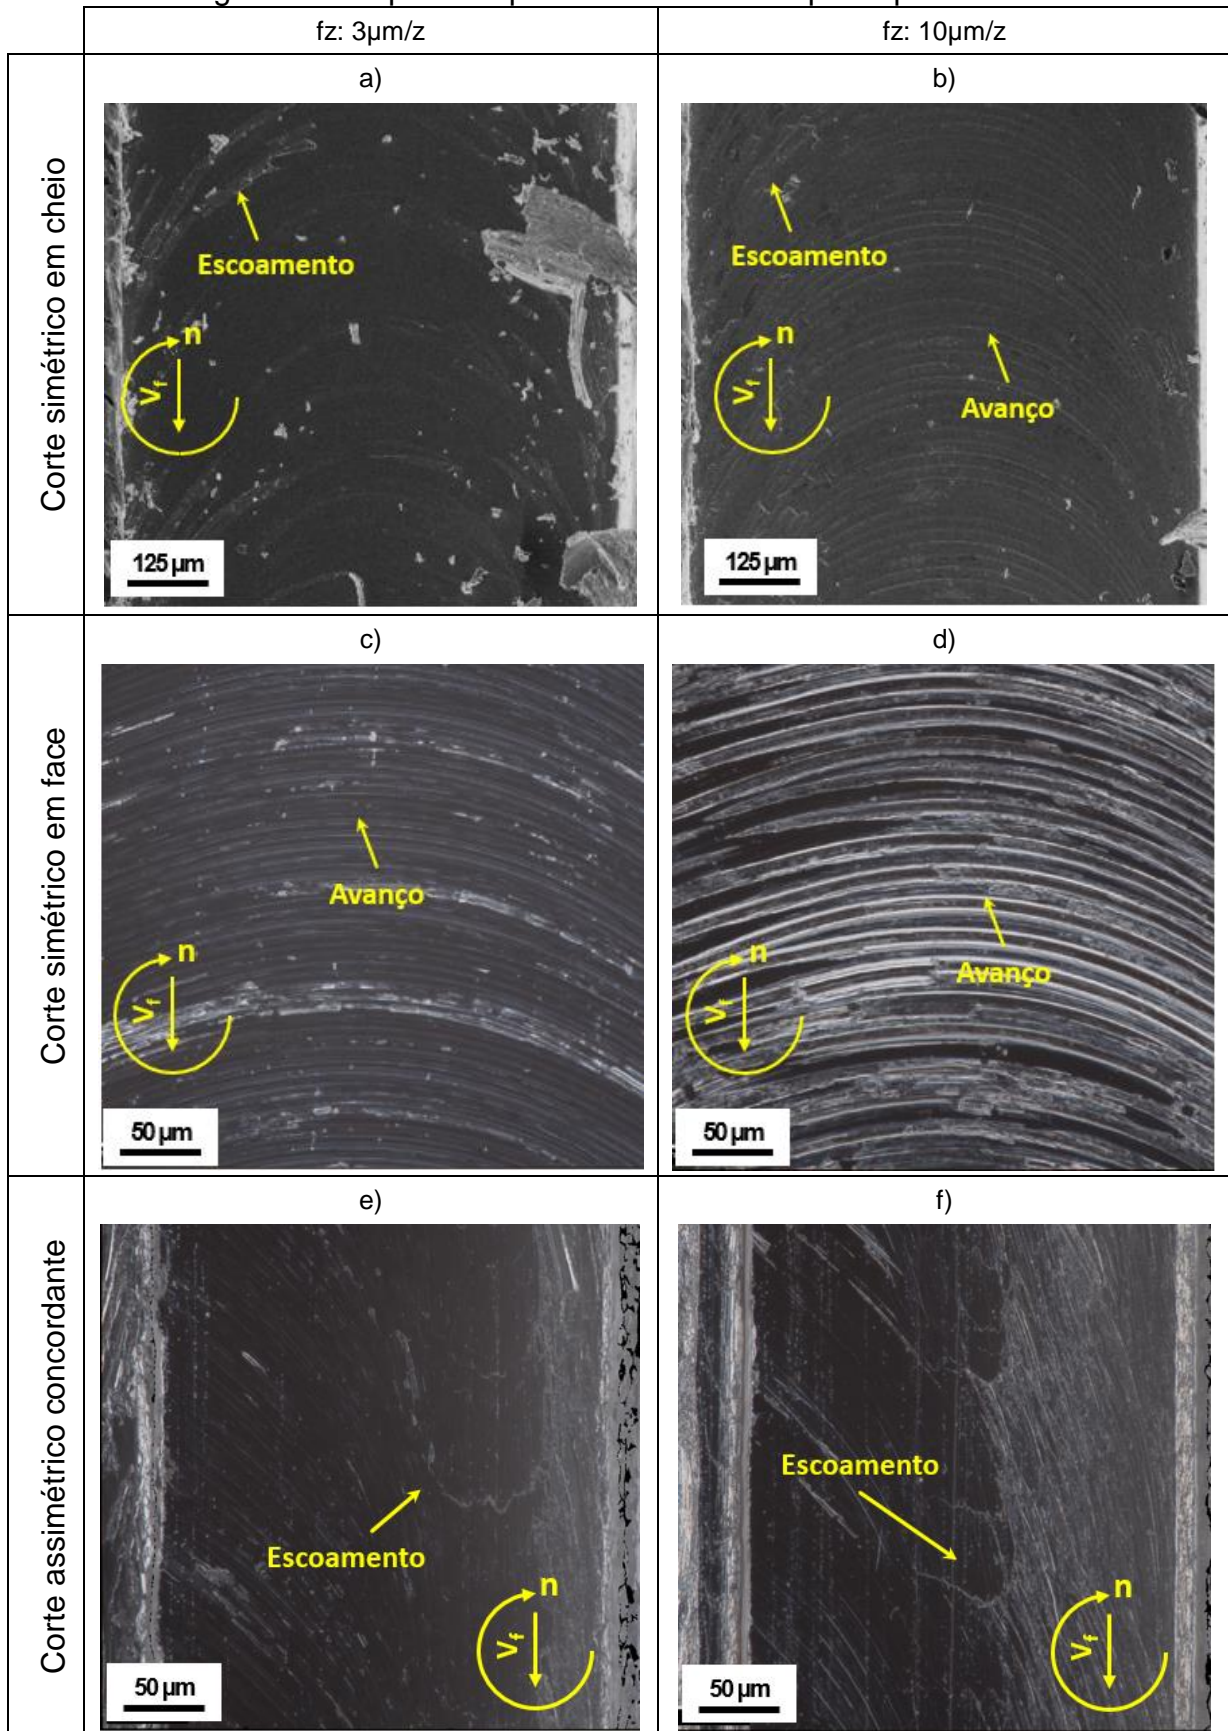 fz: 3µm/z
fz: 10µm/z
Corte simétrico em cheio
a)
Escoamento
n
Vf
125 µm
b)
Escoamento
n
Vf
Avanço
125 µm
Corte simétrico em face
c)
Avanço
n
Vf
50 µm
d)
n
Avanço
Vf
50 µm
Corte assimétrico concordante
e)
Escoamento
n
Vf
50 µm
f)
Escoamento
n
Vf
50 µm